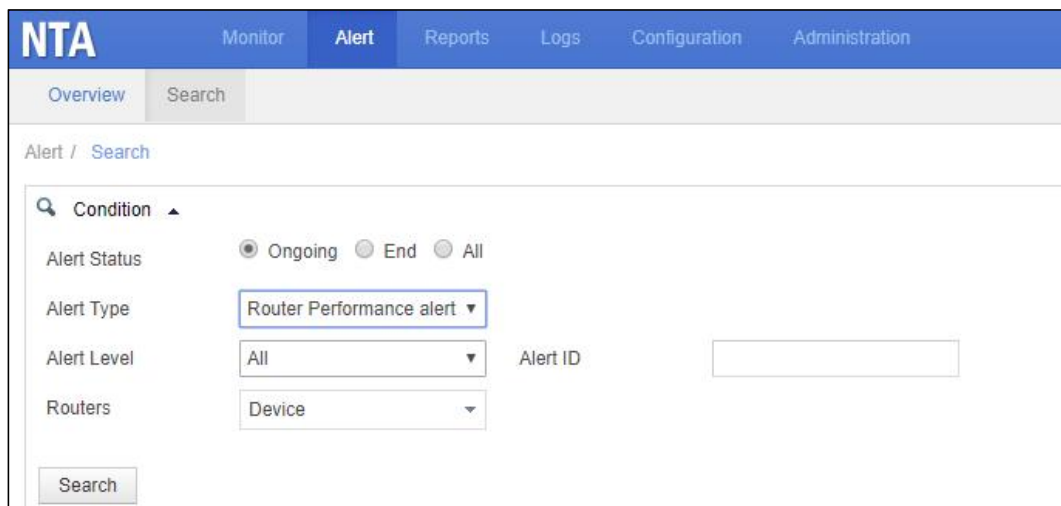 NTA Monitor Alert Reports Logs Configuration Administration
Overview Search
Alert / Search
Condition
Alert Status Ongoing End All
Alert Type Router Performance alert
Alert Level All Alert ID
Routers Device
Search